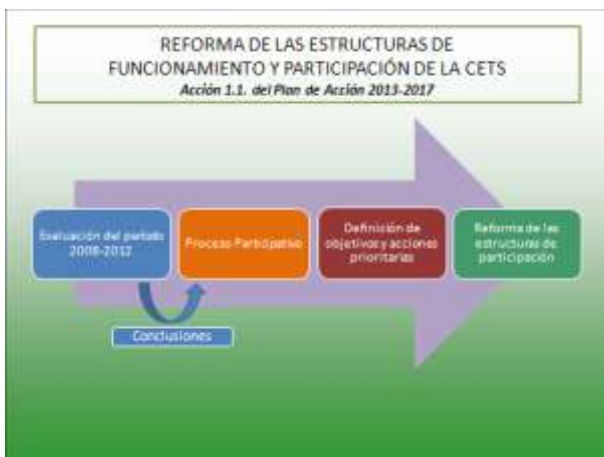 REFORMA DE LAS ESTRUCTURAS DE
FUNCIONAMIENTO Y PARTICIPACIÓN DE LA CETS
Acción 1.1. del Plan de Acción 2013-2017
Evaluación del periodo
2008-2012
Proceso Participativo
Definición de
objetivos y acciones
prioritarias
Reforma de las
estructuras de
participación
Conclusiones